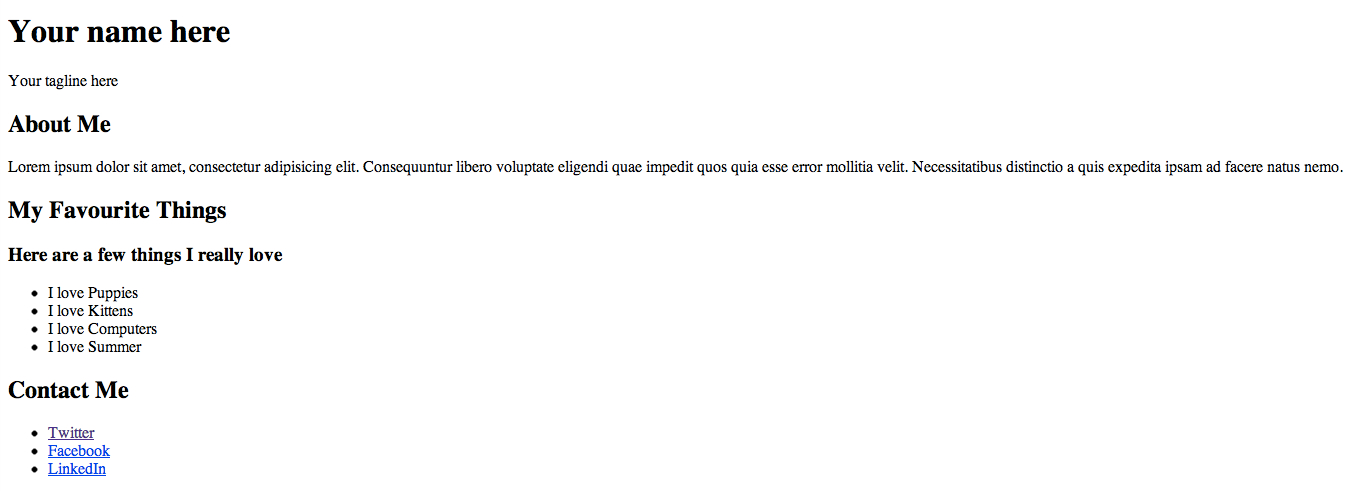 Your name here
Your tagline here
About Me
Lorem ipsum dolor sit amet, consectetur adipisicing elit. Consequuntur libero voluptate eligendi quae impedit quos quia esse error mollitia velit. Necessitatibus distinctio a quis expedita ipsam ad facere natus nemo.
My Favourite Things
Here are a few things I really love
• I love Puppies
• I love Kittens
• I love Computers
• I love Summer
Contact Me
• Twitter
• Facebook
• LinkedIn